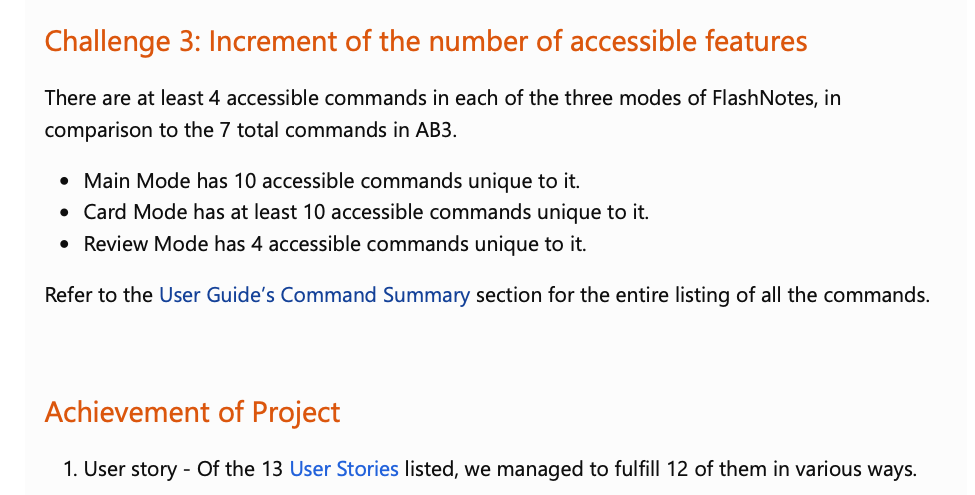 Challenge 3: Increment of the number of accessible features
There are at least 4 accessible commands in each of the three modes of FlashNotes, in
comparison to the 7 total commands in AB3.
• Main Mode has 10 accessible commands unique to it.
• Card Mode has at least 10 accessible commands unique to it.
• Review Mode has 4 accessible commands unique to it.
Refer to the User Guide’s Command Summary section for the entire listing of all the commands.
Achievement of Project
1. User story - Of the 13 User Stories listed, we managed to fulfill 12 of them in various ways.